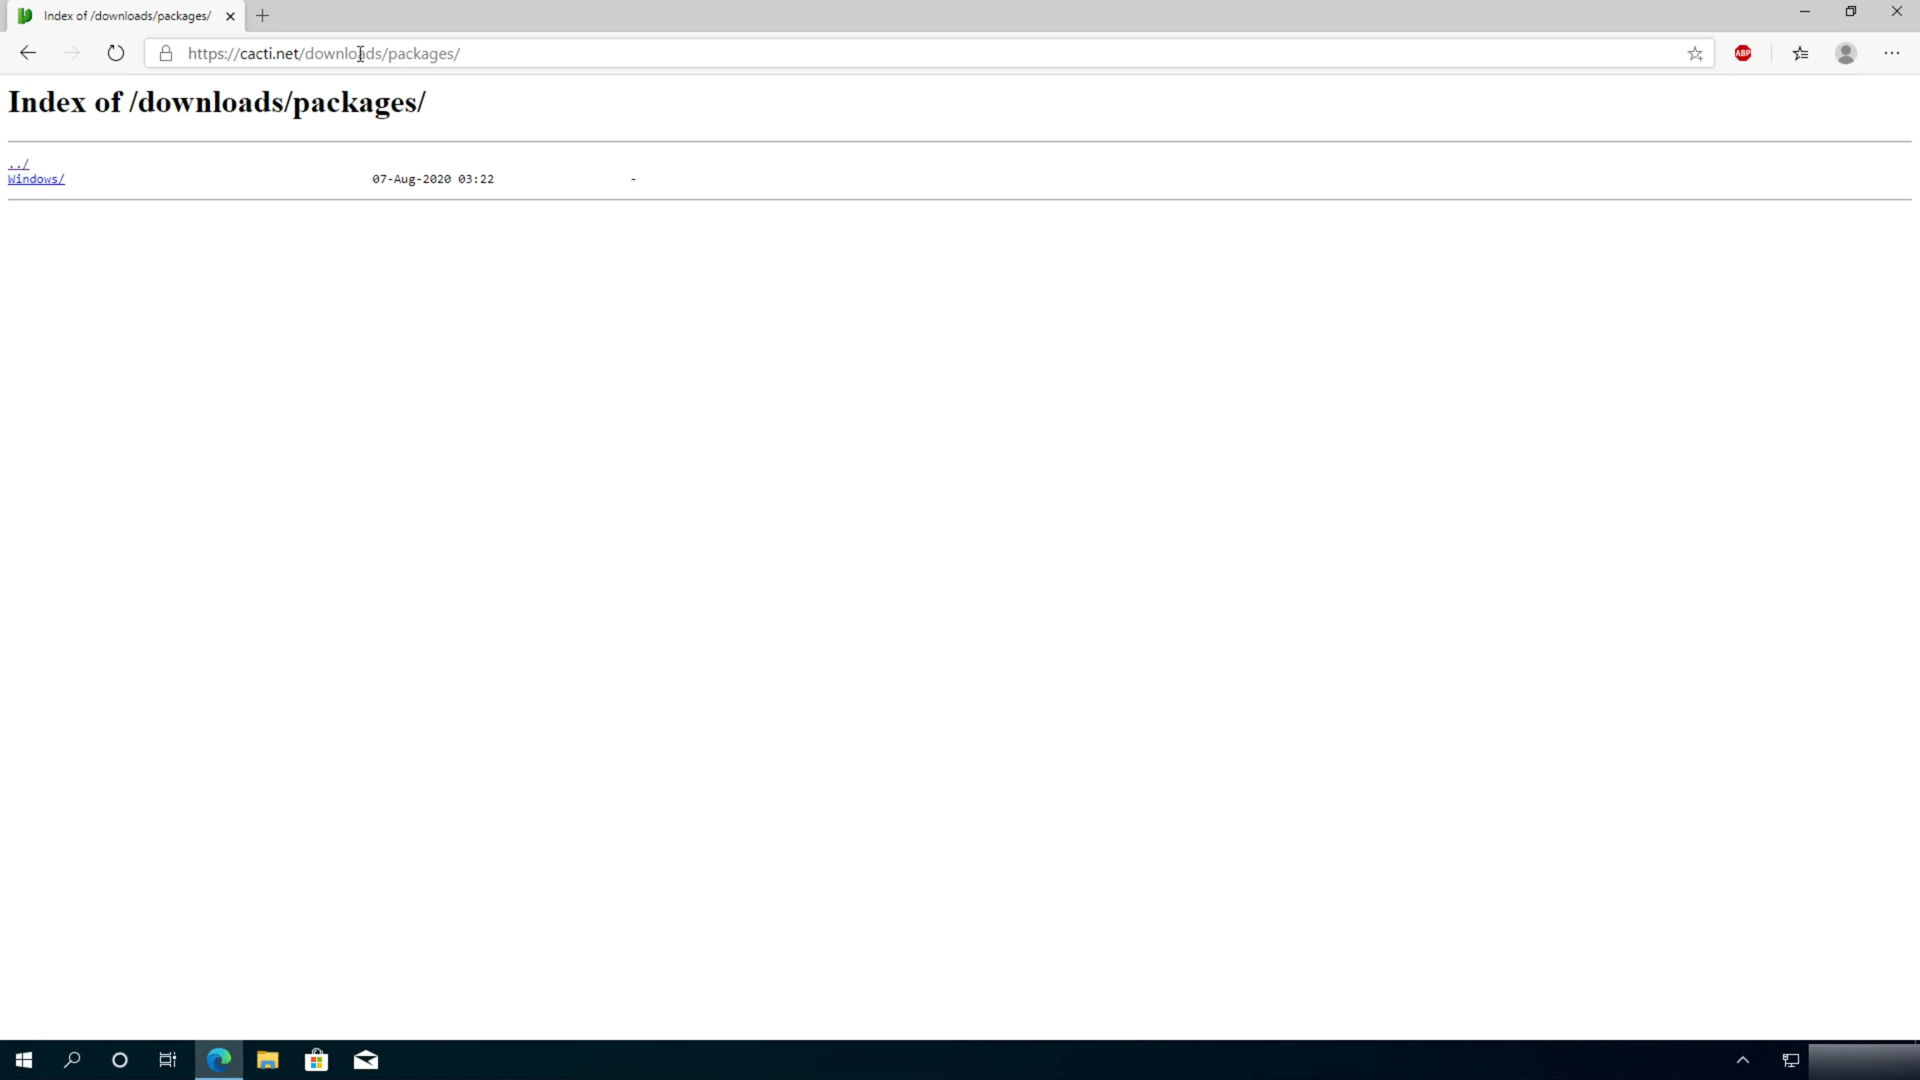 Index of /downloads/packages/
https://cacti.net/downloads/packages/
ABP
Index of /downloads/packages/
../
Windows/ 07-Aug-2020 03:22 -